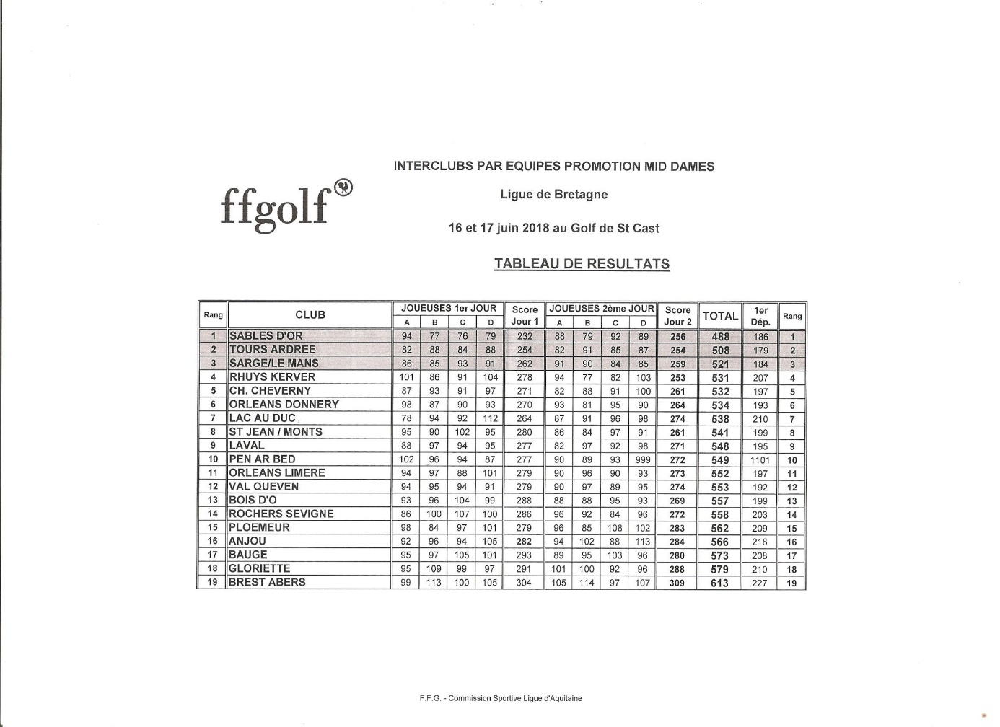 INTERCLUBS PAR EQUIPES PROMOTION MID DAMES
ffgolf
Ligue de Bretagne
16 et 17 juin 2018 au Golf de St Cast
TABLEAU DE RESULTATS
Rang CLUB JOUEUSES 1er JOUR Score Jour 1 JOUEUSES 2ème JOUR Score Jour 2 TOTAL 1er Dép. Rang
A B C D A B C D
1 SABLES D'OR 94 77 76 79 232 88 79 92 89 256 488 186 1
2 TOURS ARDREE 82 88 84 88 254 82 91 85 87 254 508 179 2
3 SARGE/LE MANS 86 85 93 91 262 91 90 84 85 259 521 184 3
4 RHUYS KERVER 101 86 91 104 278 94 77 82 103 253 531 207 4
5 CH. CHEVERNY 87 93 91 97 271 82 88 91 100 261 532 197 5
6 ORLEANS DONNERY 98 87 90 93 270 93 81 95 90 264 534 193 6
7 LAC AU DUC 78 94 92 112 264 87 91 96 98 274 538 210 7
8 ST JEAN / MONTS 95 90 102 95 280 86 84 97 91 261 541 199 8
9 LAVAL 88 97 94 95 277 82 97 92 98 271 548 195 9
10 PEN AR BED 102 96 94 87 277 90 89 93 999 272 549 1101 10
11 ORLEANS LIMERE 94 97 88 101 279 90 96 90 93 273 552 197 11
12 VAL QUEVEN 94 95 94 91 279 90 97 89 95 274 553 192 12
13 BOIS D'O 93 96 104 99 288 88 88 95 93 269 557 199 13
14 ROCHERS SEVIGNE 86 100 107 100 286 96 92 84 96 272 558 203 14
15 PLOEMEUR 98 84 97 101 279 96 85 108 102 283 562 209 15
16 ANJOU 92 96 94 105 282 94 102 88 113 284 566 218 16
17 BAUGE 95 97 105 101 293 89 95 103 96 280 573 208 17
18 GLORIETTE 95 109 99 97 291 101 100 92 96 288 579 210 18
19 BREST ABERS 99 113 100 105 304 105 114 97 107 309 613 227 19
F.F.G. - Commission Sportive Ligue d'Aquitaine